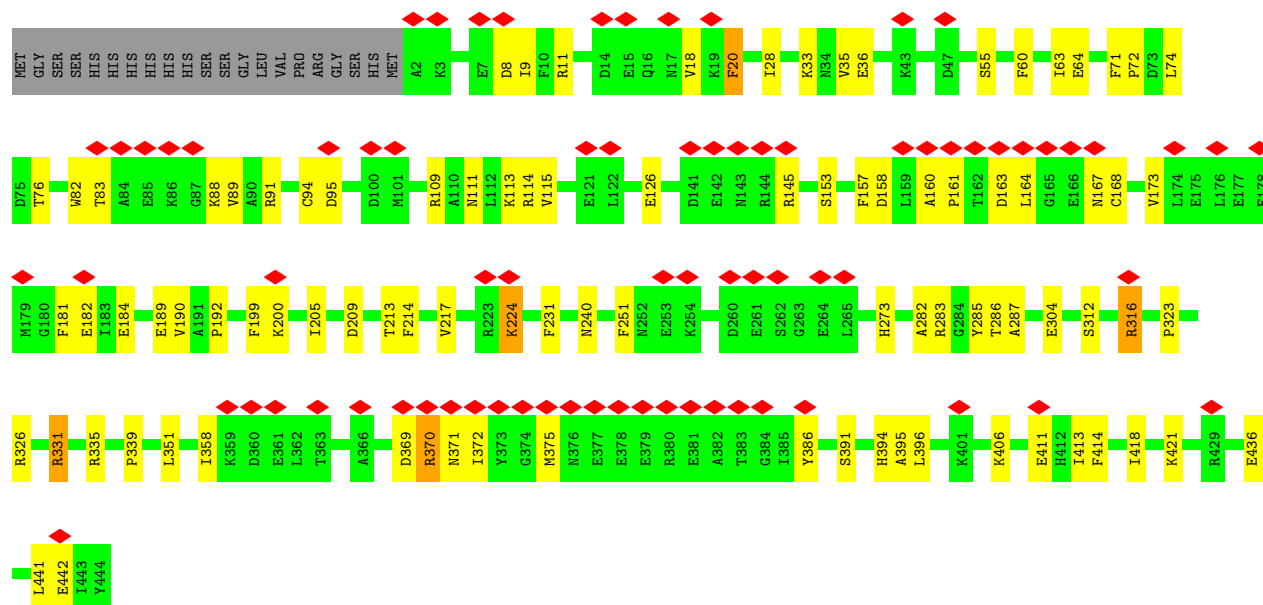 MET GLY SER SER HIS HIS HIS HIS HIS HIS SER SER GLY LEU VAL PRO ARG GLY SER HIS MET A2 K3 E7 D8 I9 F10 R11 D14 E15 Q16 N17 V18 K19 F20 I28 K33 N34 V35 E36 K43 D47 S55 F60 I63 E64 F71 P72 D73 L74
D75 T76 W82 T83 A84 E85 K86 G87 K88 V89 A90 R91 C94 D95 D100 M101 R109 A110 N111 L112 K113 R114 V115 E121 L122 E126 D141 E142 N143 R144 R145 S153 F157 D158 L159 A160 P161 T162 D163 L164 G165 E166 N167 C168 V173 L174 E175 L176 E177
M179 G180 F181 E182 I183 E184 E189 V190 A191 P192 F199 K200 I205 D209 T213 F214 V217 R223 K224 F231 N240 F251 N252 E253 K254 D260 E261 S262 G263 F264 L265 H273 A282 R283 G284 Y285 T286 A287 E304 S312 R316 P323
R326 R331 R335 P339 L351 I358 K359 D360 E361 L362 T363 A366 D369 R370 N371 I372 Y373 G374 M375 N376 E377 E378 E379 R380 E381 A382 T383 G384 I385 Y386 S391 H394 A395 L396 K401 K406 E411 H412 I413 F414 I418 K421 R429 E436
L441 E442 I443 Y444